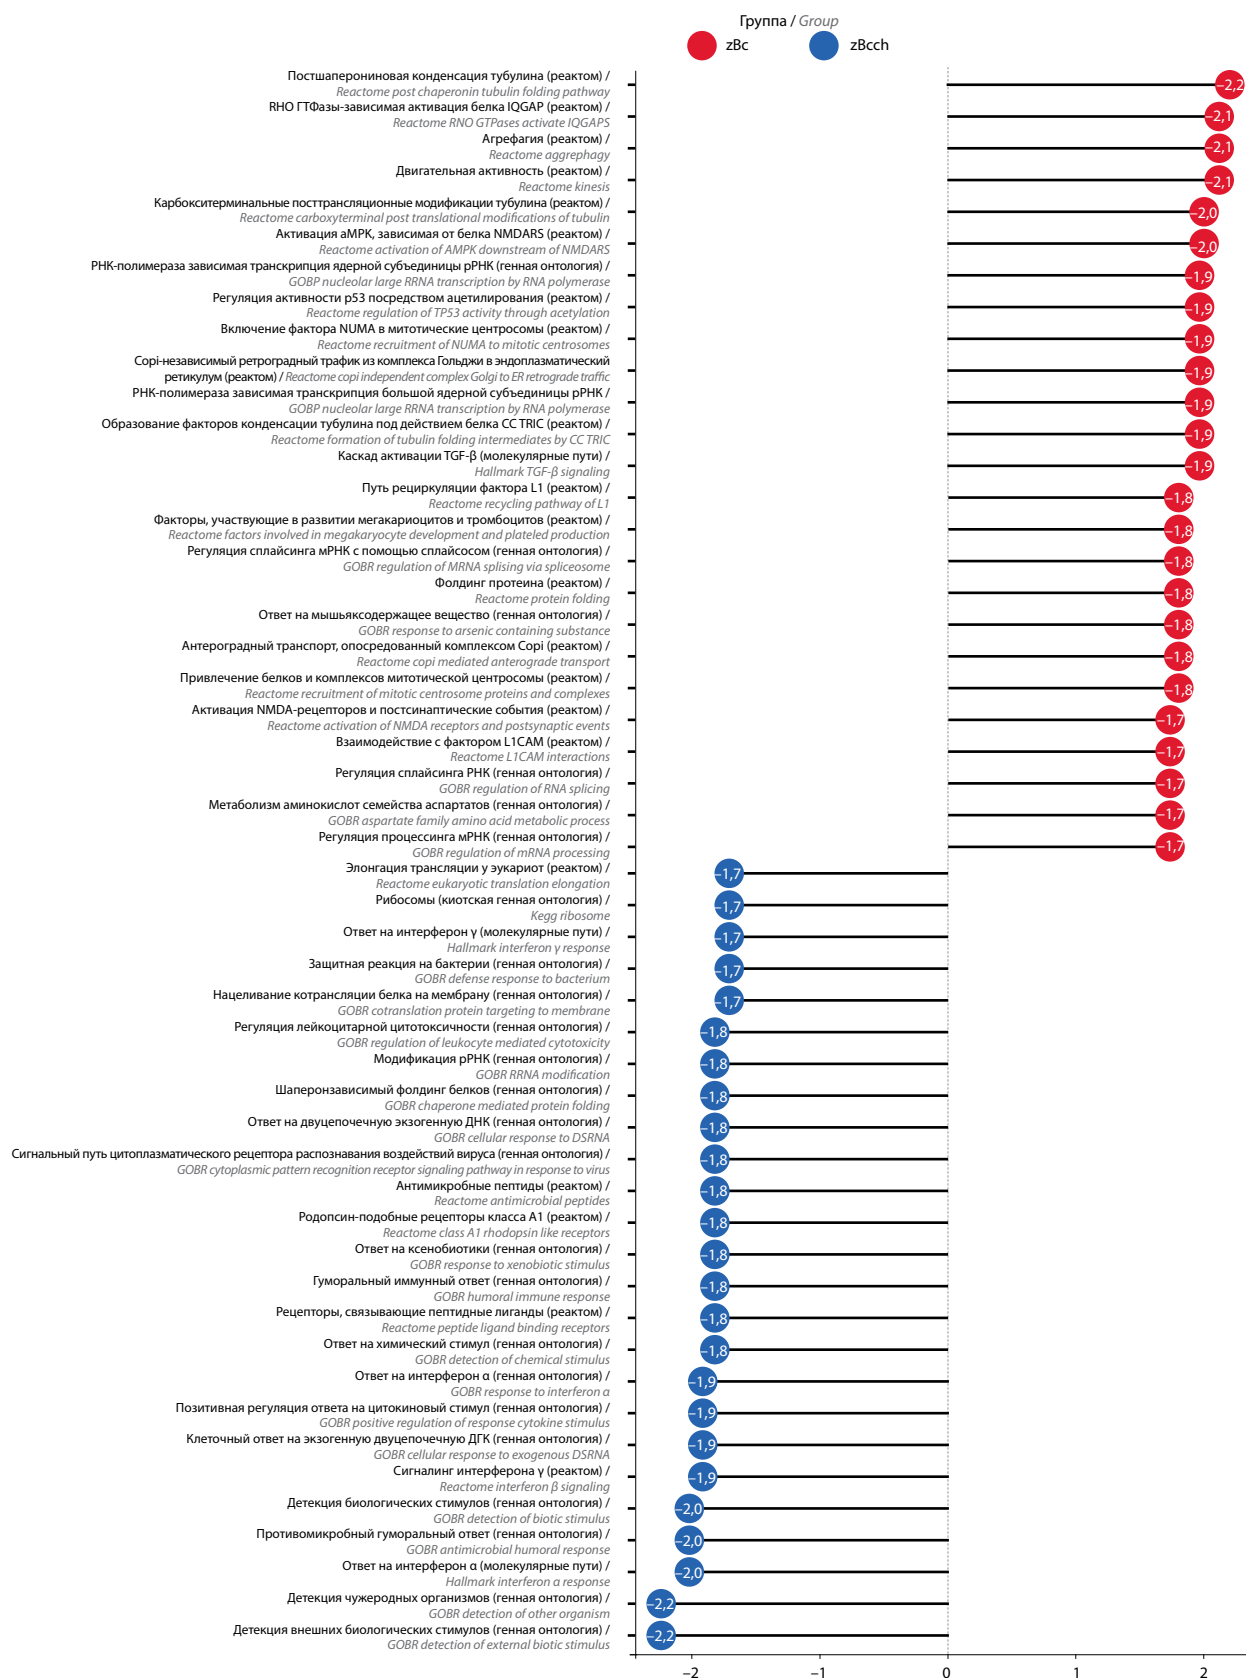 Группа / Group
zBc
zBcch
Постшаперониновая конденсация тубулина (реактом) /
Reactome post chaperonin tubulin folding pathway
–2,2
RHO ГТФазы-зависимая активация белка IQGAP (реактом) /
Reactome RNO GTPases activate IQGAPS
–2,1
Агрефагия (реактом) /
Reactome aggrephagy
–2,1
Двигательная активность (реактом) /
Reactome kinesis
–2,1
Карбокситерминальные посттрансляционные модификации тубулина (реактом) /
Reactome carboxyterminal post translational modifications of tubulin
–2,0
Активация аМРК, зависимая от белка NMDARS (реактом) /
Reactome activation of AMPK downstream of NMDARS
–2,0
РНК-полимераза зависимая транскрипция ядерной субъединицы рРНК (генная онтология) /
GOBP nucleolar large RRNA transcription by RNA polymerase
–1,9
Регуляция активности p53 посредством ацетилирования (реактом) /
Reactome regulation of TP53 activity through acetylation
–1,9
Включение фактора NUMA в митотические центросомы (реактом) /
Reactome recruitment of NUMA to mitotic centrosomes
–1,9
Copi-независимый ретроградный трафик из комплекса Гольджи в эндоплазматический
ретикулум (реактом) / Reactome copi independent complex Golgi to ER retrograde traffic
–1,9
РНК-полимераза зависимая транскрипция большой ядерной субъединицы рРНК /
GOBP nucleolar large RRNA transcription by RNA polymerase
–1,9
Образование факторов конденсации тубулина под действием белка CC TRIC (реактом) /
Reactome formation of tubulin folding intermediates by CC TRIC
–1,9
Каскад активации TGF-β (молекулярные пути) /
Hallmark TGF-β signaling
–1,9
Путь рециркуляции фактора L1 (реактом) /
Reactome recycling pathway of L1
–1,8
Факторы, участвующие в развитии мегакариоцитов и тромбоцитов (реактом) /
Reactome factors involved in megakaryocyte development and plateled production
–1,8
Регуляция сплайсинга мРНК с помощью сплайсосом (генная онтология) /
GOBR regulation of MRNA splising via spliceosome
–1,8
Фолдинг протеина (реактом) /
Reactome protein folding
–1,8
Ответ на мышьяксодержащее вещество (генная онтология) /
GOBR response to arsenic containing substance
–1,8
Антероградный транспорт, опосредованный комплексом Copi (реактом) /
Reactome copi mediated anterograde transport
–1,8
Привлечение белков и комплексов митотической центросомы (реактом) /
Reactome recruitment of mitotic centrosome proteins and complexes
–1,8
Активация NMDA-рецепторов и постсинаптические события (реактом) /
Reactome activation of NMDA receptors and postsynaptic events
–1,7
Взаимодействие с фактором L1CAM (реактом) /
Reactome L1CAM interactions
–1,7
Регуляция сплайсинга РНК (генная онтология) /
GOBR regulation of RNA splicing
–1,7
Метаболизм аминокислот семейства аспартатов (генная онтология) /
GOBR aspartate family amino acid metabolic process
–1,7
Регуляция процессинга мРНК (генная онтология) /
GOBR regulation of mRNA processing
–1,7
Элонгация трансляции у эукариот (реактом) /
Reactome eukaryotic translation elongation
–1,7
Рибосомы (киотская генная онтология) /
Kegg ribosome
–1,7
Ответ на интерферон γ (молекулярные пути) /
Hallmark interferon γ response
–1,7
Защитная реакция на бактерии (генная онтология) /
GOBR defense response to bacterium
–1,7
Нацеливание котрансляции белка на мембрану (генная онтология) /
GOBR cotranslation protein targeting to membrane
–1,7
Регуляция лейкоцитарной цитотоксичности (генная онтология) /
GOBR regulation of leukocyte mediated cytotoxicity
–1,8
Модификация рРНК (генная онтология) /
GOBR RRNA modification
–1,8
Шаперонзависимый фолдинг белков (генная онтология) /
GOBR chaperone mediated protein folding
–1,8
Ответ на двуцепочечную экзогенную ДНК (генная онтология) /
GOBR cellular response to DSRNA
–1,8
Сигнальный путь цитоплазматического рецептора распознавания воздействий вируса (генная онтология) /
GOBR cytoplasmic pattern recognition receptor signaling pathway in response to virus
–1,8
Антимикробные пептиды (реактом) /
Reactome antimicrobial peptides
–1,8
Родопсин-подобные рецепторы класса А1 (реактом) /
Reactome class A1 rhodopsin like receptors
–1,8
Ответ на ксенобиотики (генная онтология) /
GOBR response to xenobiotic stimulus
–1,8
Гуморальный иммунный ответ (генная онтология) /
GOBR humoral immune response
–1,8
Рецепторы, связывающие пептидные лиганды (реактом) /
Reactome peptide ligand binding receptors
–1,8
Ответ на химический стимул (генная онтология) /
GOBR detection of chemical stimulus
–1,8
Ответ на интерферон α (генная онтология) /
GOBR response to interferon α
–1,9
Позитивная регуляция ответа на цитокиновый стимул (генная онтология) /
GOBR positive regulation of response cytokine stimulus
–1,9
Клеточный ответ на экзогенную двуцепочечную ДГК (генная онтология) /
GOBR cellular response to exogenous DSRNA
–1,9
Сигналинг интерферона γ (реактом) /
Reactome interferon β signaling
–1,9
Детекция биологических стимулов (генная онтология) /
GOBR detection of biotic stimulus
–2,0
Противомикробный гуморальный ответ (генная онтология) /
GOBR antimicrobial humoral response
–2,0
Ответ на интерферон α (молекулярные пути) /
Hallmark interferon α response
–2,0
Детекция чужеродных организмов (генная онтология) /
GOBR detection of other organism
–2,2
Детекция внешних биологических стимулов (генная онтология) /
GOBR detection of external biotic stimulus
–2,2
–2 –1 0 1 2